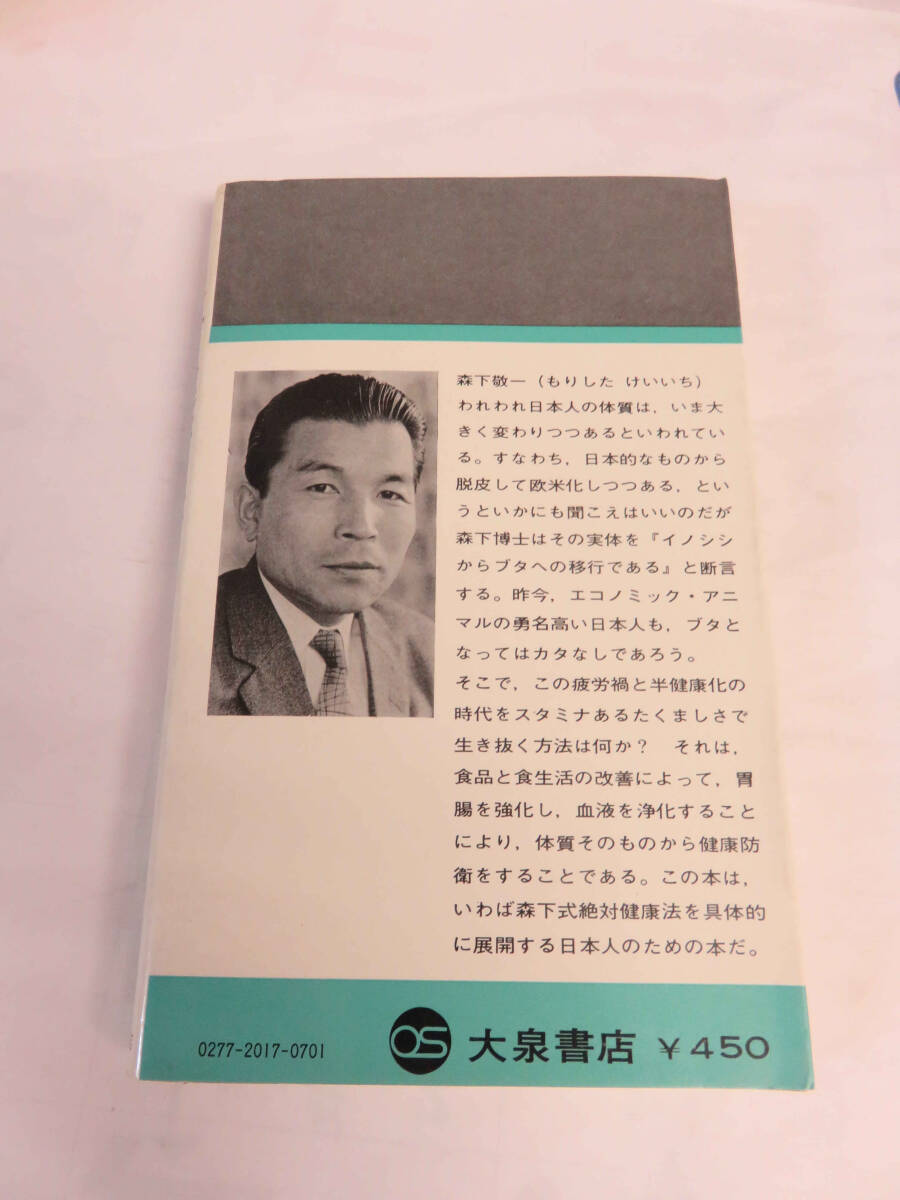 森下敬一（もりした けいいち）
われわれ日本人の体質は，いま大
きく変わりつつあるといわれてい
る。すなわち，日本的なものから
脱皮して欧米化しつつある，とい
うといかにも聞こえはいいのだが
森下博士はその実体を『イノシシ
からブタへの移行である』と断言
する。昨今，エコノミック・アニ
マルの勇名高い日本人も，ブタと
なってはカタなしであろう。
そこで，この疲労禍と半健康化の
時代をスタミナあるたくましさで
生き抜く方法は何か？　それは，
食品と食生活の改善によって，胃
腸を強化し，血液を浄化すること
により，体質そのものから健康防
衛をすることである。この本は，
いわば森下式絶対健康法を具体的
に展開する日本人のための本だ。
0277-2017-0701 OS 大泉書店 ¥450